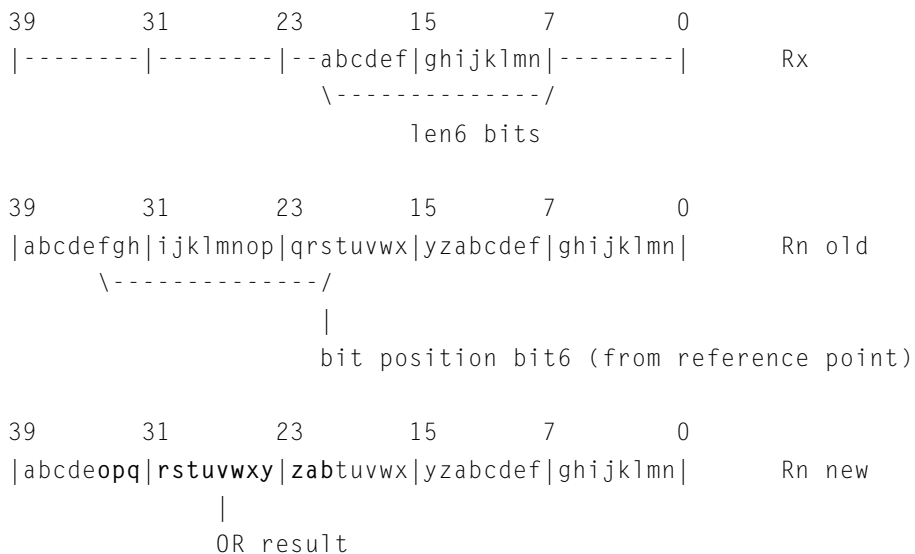 39 31 23 15 7 0
|--------|--------|--abcdef|ghijklmn|--------| Rx
\--------------/
len6 bits
39 31 23 15 7 0
|abcdefgh|ijklmnop|qrstuvwx|yzabcdef|ghijklmn| Rn old
\--------------/
|
bit position bit6 (from reference point)
39 31 23 15 7 0
|abcdeopq|rstuvwxy|zabtuvwx|yzabcdef|ghijklmn| Rn new
|
OR result